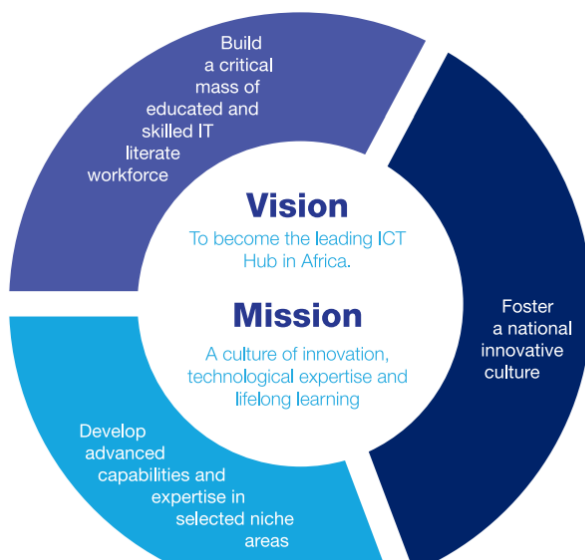 Build
a critical
mass of
educated and
skilled IT
literate
workforce
Vision
To become the leading ICT
Hub in Africa.
Mission
A culture of innovation,
technological expertise and
lifelong learning
Foster
a national
innovative
culture
Develop
advanced
capabilities and
expertise in
selected niche
areas